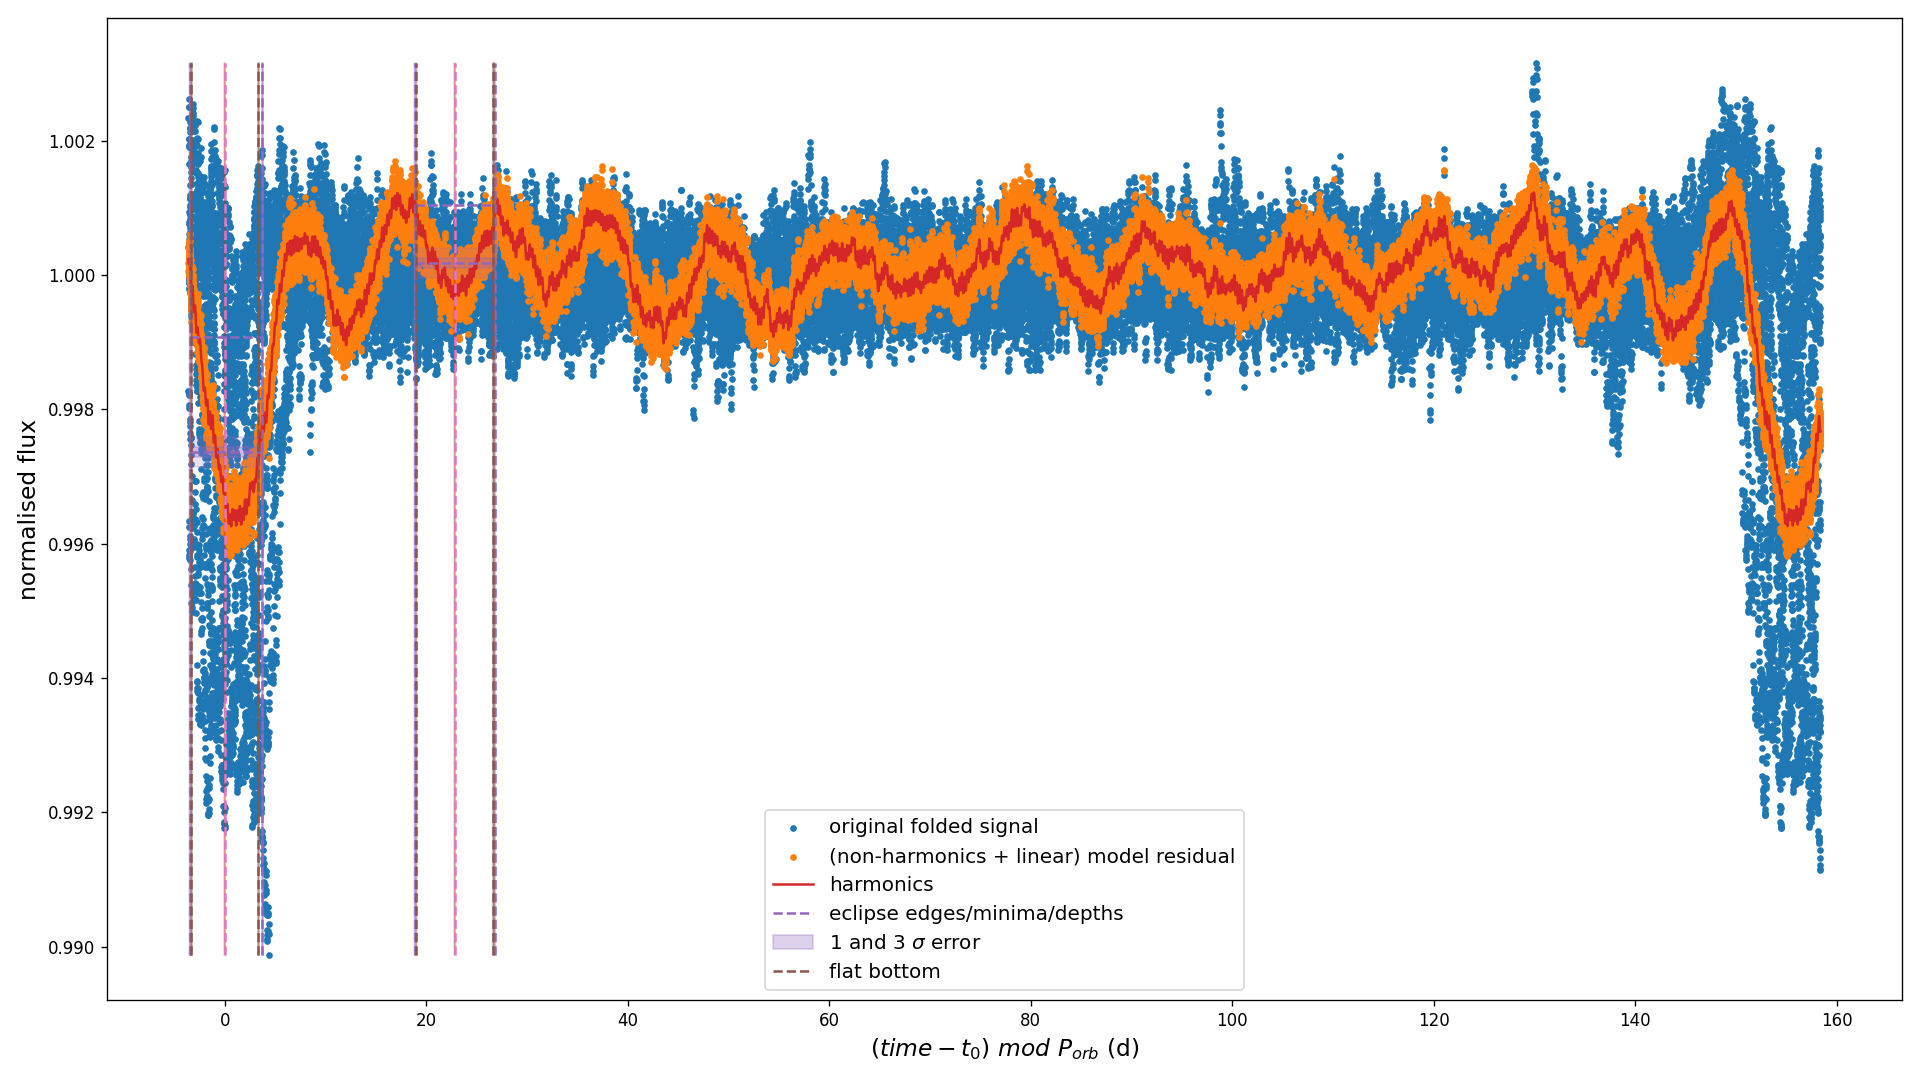 normalised flux
1.002
1.000
0.998
0.996
0.994
0.992
0.990
original folded signal
(non-harmonics + linear) model residual
harmonics
eclipse edges/minima/depths
1 and 3 σ error
flat bottom
0 20 40 60 80 100 120 140 160
(time − t₀) mod Pₒᵣb (d)